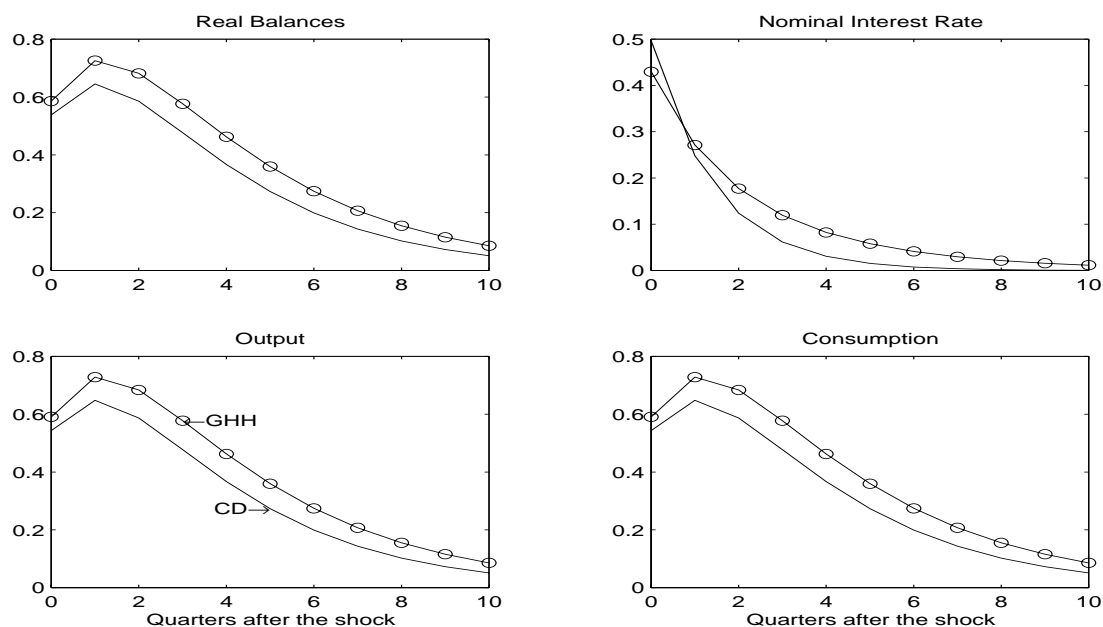 Real Balances
0.8
0.6
0.4
0.2
0
0 2 4 6 8 10
Nominal Interest Rate
0.5
0.4
0.3
0.2
0.1
0
0 2 4 6 8 10
Output
0.8
0.6
0.4
0.2
0
←GHH
CD→
0 2 4 6 8 10
Quarters after the shock
Consumption
0.8
0.6
0.4
0.2
0
0 2 4 6 8 10
Quarters after the shock